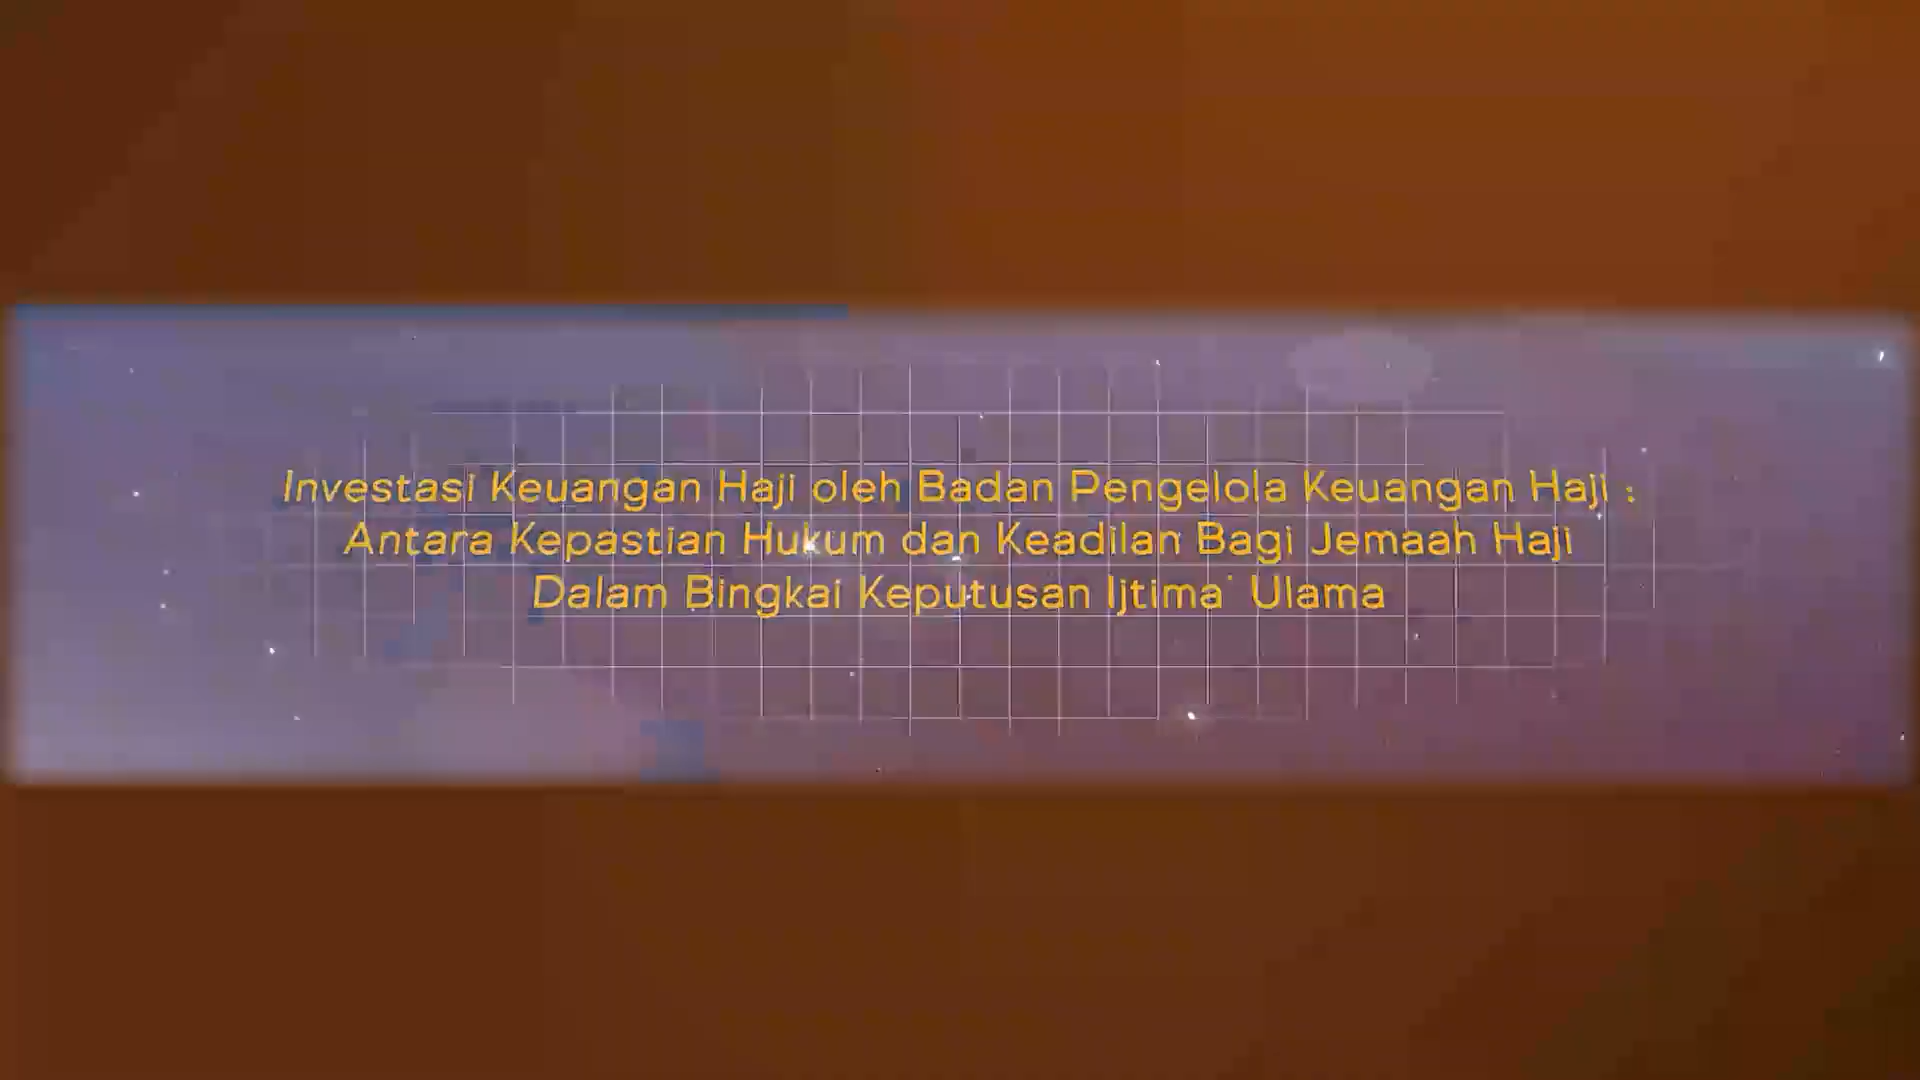 Investasi Keuangan Haji oleh Badan Pengelola Keuangan Haji :
Antara Kepastian Hukum dan Keadilan Bagi Jemaah Haji
Dalam Bingkai Keputusan Ijtima' Ulama